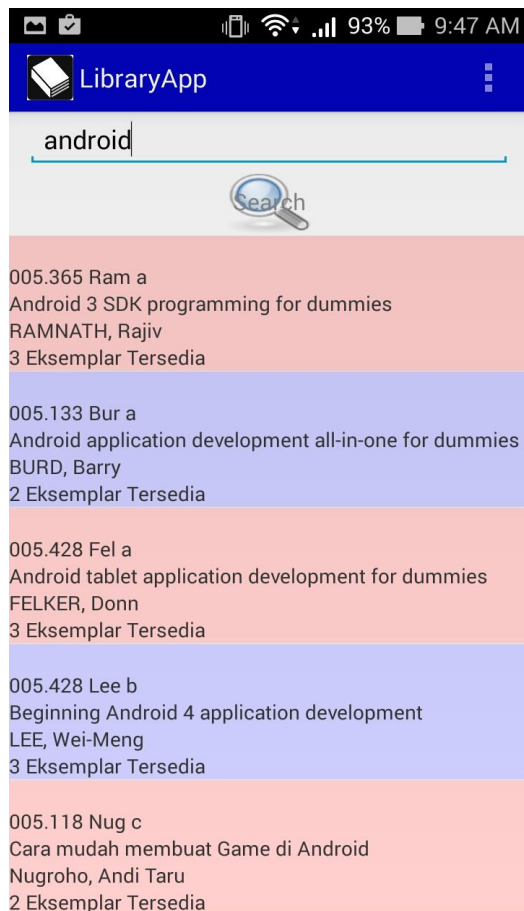 93% 9:47 AM
LibraryApp
android
Search
005.365 Ram a
Android 3 SDK programming for dummies
RAMNATH, Rajiv
3 Eksemplar Tersedia
005.133 Bur a
Android application development all-in-one for dummies
BURD, Barry
2 Eksemplar Tersedia
005.428 Fel a
Android tablet application development for dummies
FELKER, Donn
3 Eksemplar Tersedia
005.428 Lee b
Beginning Android 4 application development
LEE, Wei-Meng
3 Eksemplar Tersedia
005.118 Nug c
Cara mudah membuat Game di Android
Nugroho, Andi Taru
2 Eksemplar Tersedia